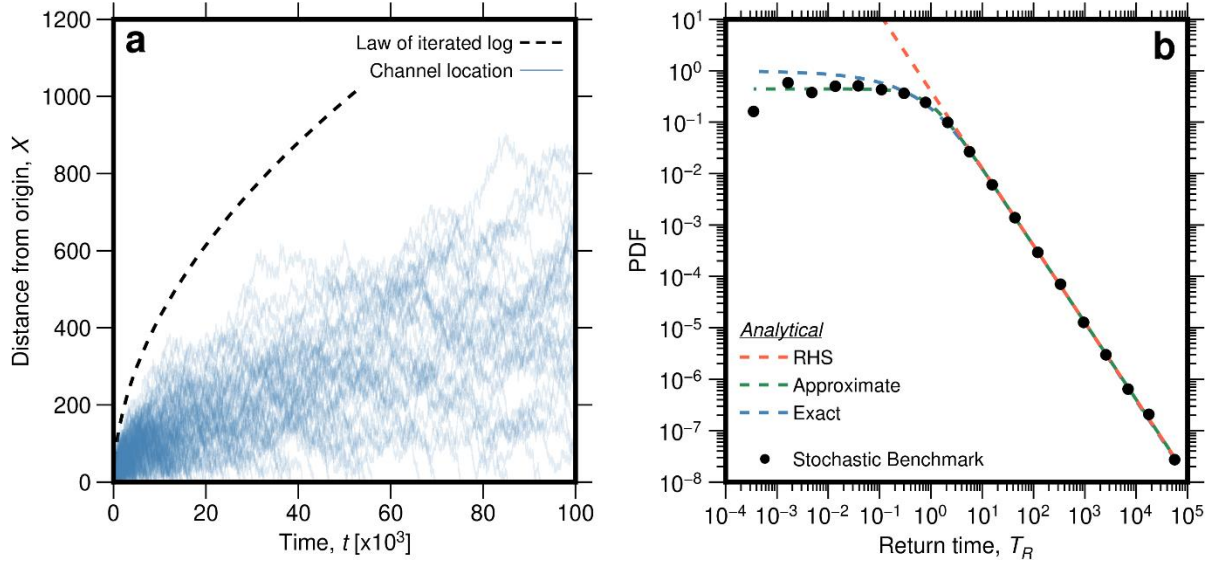 a
Law of iterated log
Channel location
Distance from origin, X
1200
1000
800
600
400
200
0
0 20 40 60 80 100
Time, t [x10³]
b
PDF
10¹
10⁰
10⁻¹
10⁻²
10⁻³
10⁻⁴
10⁻⁵
10⁻⁶
10⁻⁷
10⁻⁸
Analytical
RHS
Approximate
Exact
Stochastic Benchmark
10⁻⁴ 10⁻³ 10⁻² 10⁻¹ 10⁰ 10¹ 10² 10³ 10⁴ 10⁵
Return time, T_R